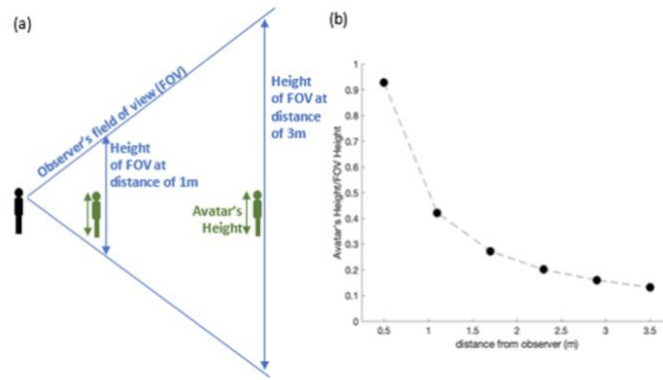 (a)
Observer's field of view (FOV)
Height
of FOV at
distance of 1m
Height
of FOV at
distance
of 3m
Avatar's
Height
(b)
Avatar's Height/FOV Height
1
0.9
0.8
0.7
0.6
0.5
0.4
0.3
0.2
0.1
0
0.5 1 1.5 2 2.5 3 3.5
distance from observer (m)